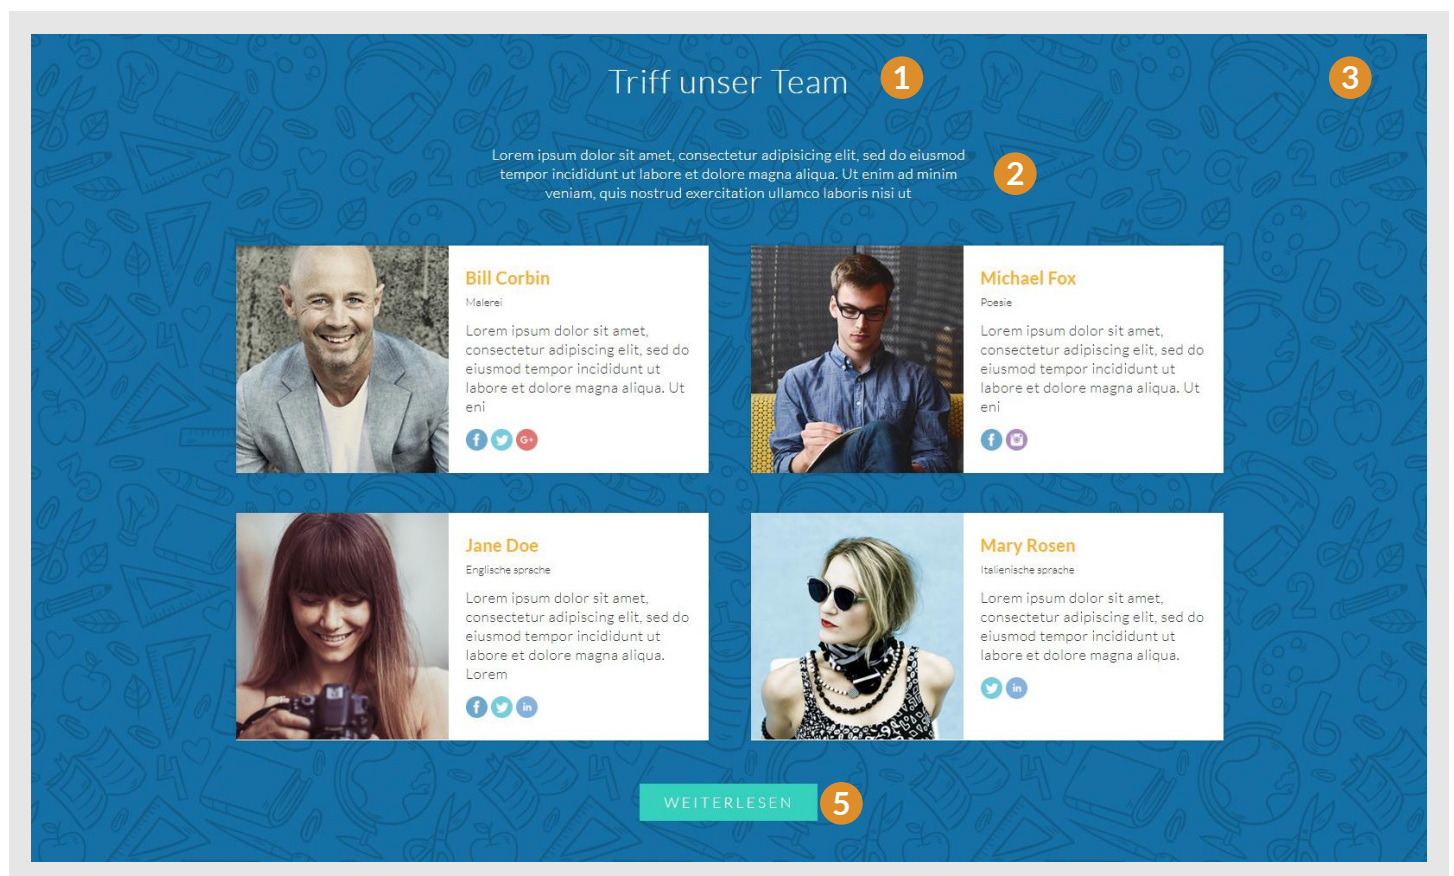 Triff unser Team
1
3
Lorem ipsum dolor sit amet, consectetur adipisicing elit, sed do eiusmod
tempor incididunt ut labore et dolore magna aliqua. Ut enim ad minim
veniam, quis nostrud exercitation ullamco laboris nisi ut
2
Bill Corbin
Malerei
Lorem ipsum dolor sit amet,
consectetur adipiscing elit, sed do
eiusmod tempor incididunt ut
labore et dolore magna aliqua. Ut
eni
f
G+
Michael Fox
Poesie
Lorem ipsum dolor sit amet,
consectetur adipiscing elit, sed do
eiusmod tempor incididunt ut
labore et dolore magna aliqua. Ut
eni
f
Jane Doe
Englische sprache
Lorem ipsum dolor sit amet,
consectetur adipiscing elit, sed do
eiusmod tempor incididunt ut
labore et dolore magna aliqua.
Lorem
f
in
Mary Rosen
Italienische sprache
Lorem ipsum dolor sit amet,
consectetur adipiscing elit, sed do
eiusmod tempor incididunt ut
labore et dolore magna aliqua.
in
WEITERLESEN
5